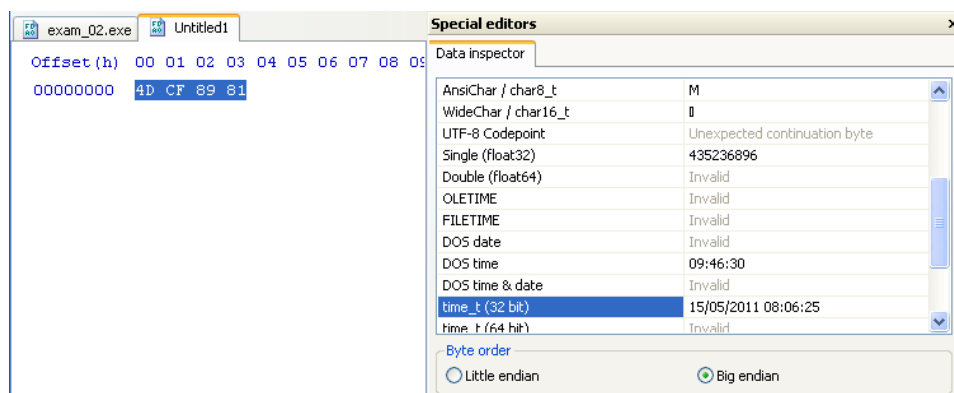 exam_02.exe Untitled1
Offset(h) 00 01 02 03 04 05 06 07 08 09
00000000 4D CF 89 81
Special editors
Data inspector
AnsiChar / char8_t M
WideChar / char16_t
UTF-8 Codepoint Unexpected continuation byte
Single (float32) 435236896
Double (float64) Invalid
OLETIME Invalid
FILETIME Invalid
DOS date Invalid
DOS time 09:46:30
DOS time & date Invalid
time_t (32 bit) 15/05/2011 08:06:25
time_t (64 bit) Invalid
Byte order
Little endian Big endian